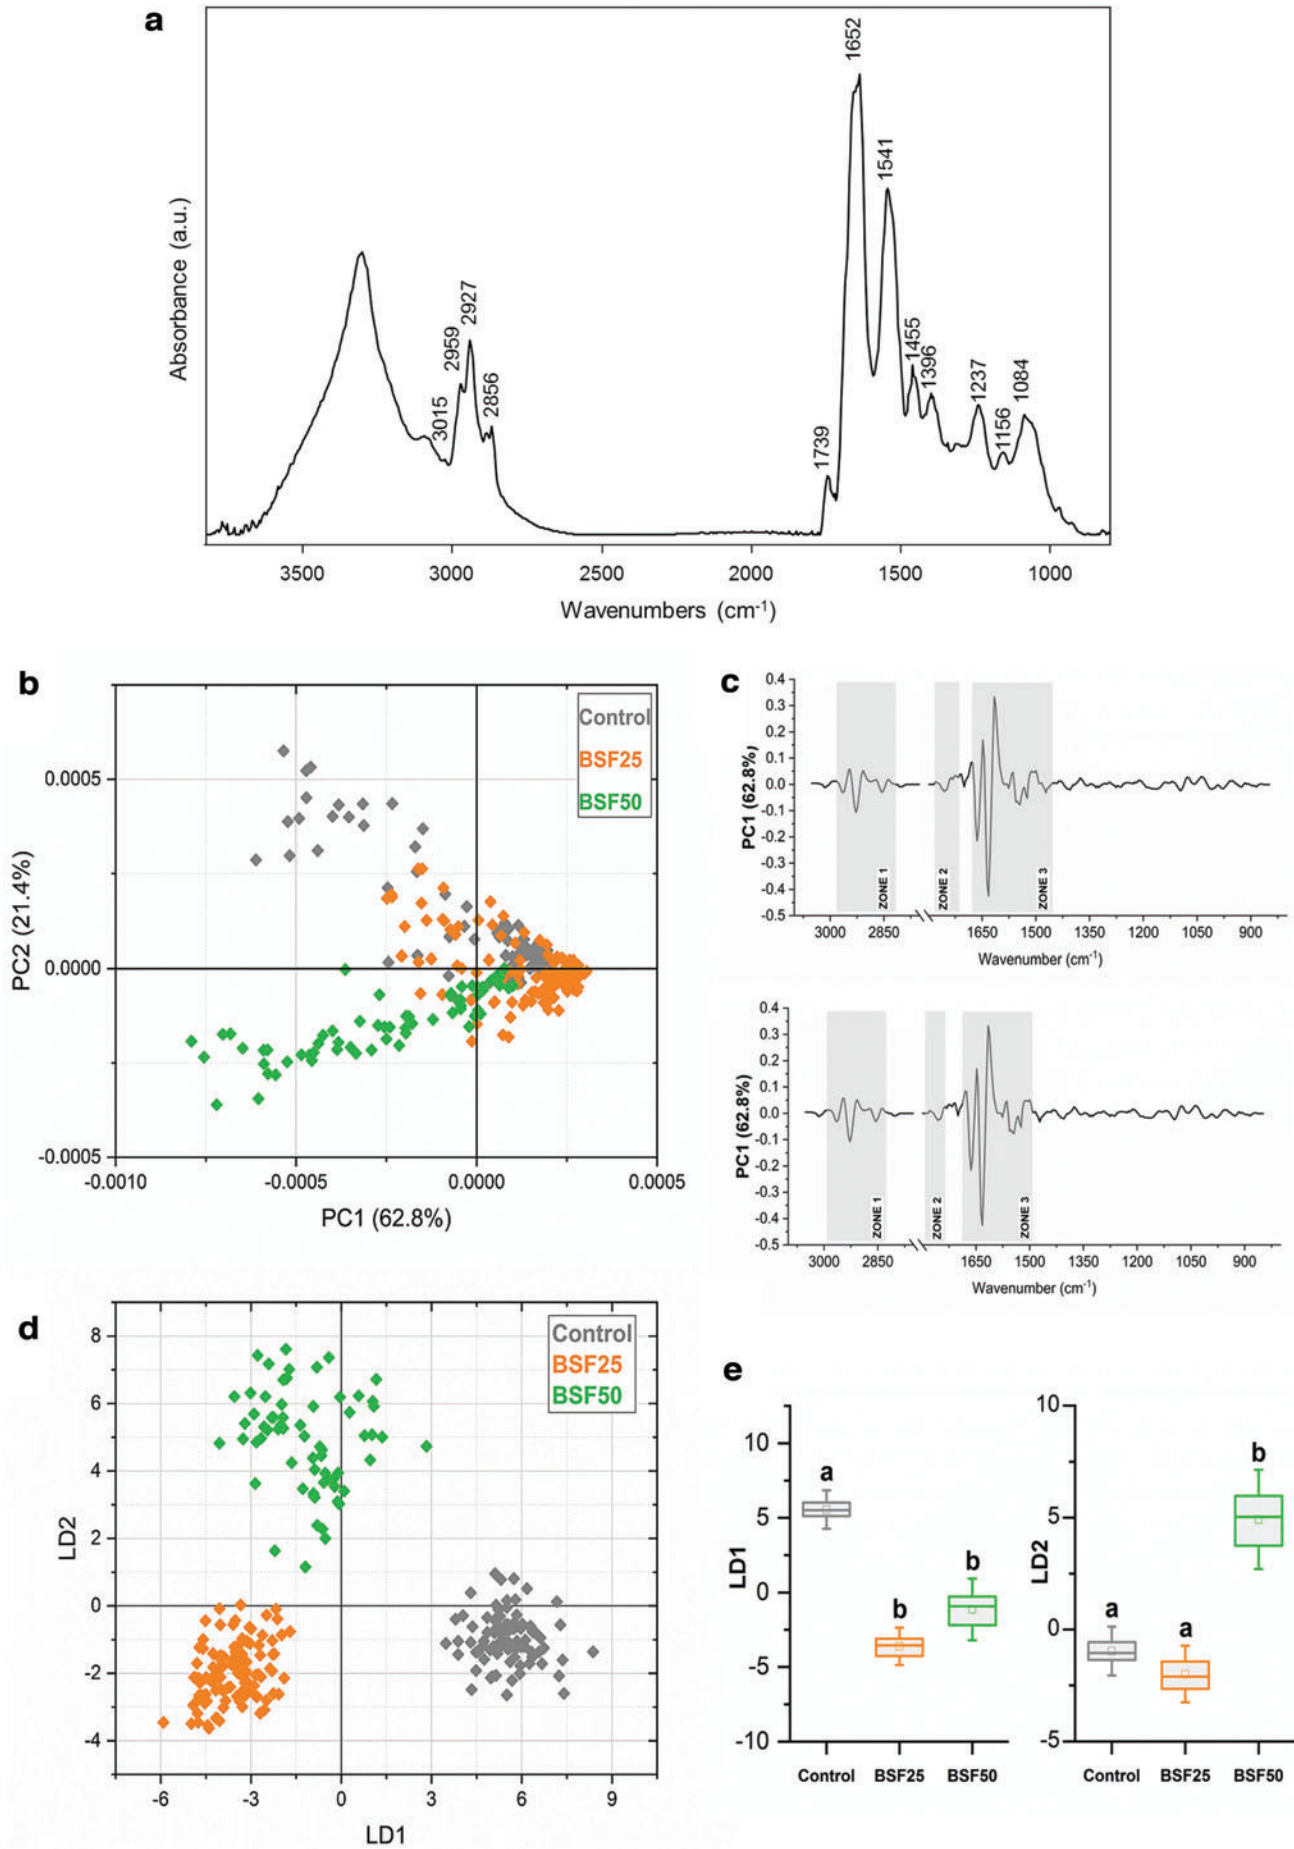 a
1652
1541
2927
2959
3015
2856
1455
1396
1739
1237
1156
1084
Absorbance (a.u.)
3500 3000 2500 2000 1500 1000
Wavenumbers (cm-1)
b
Control
BSF25
BSF50
0.0005
0.0000
-0.0005
PC2 (21.4%)
-0.0010 -0.0005 0.0000 0.0005
PC1 (62.8%)
c
0.4
0.3
0.2
0.1
0.0
-0.1
-0.2
-0.3
-0.4
-0.5
PC1 (62.8%)
ZONE 1
ZONE 2
ZONE 3
3000 2850 1650 1500 1350 1200 1050 900
Wavenumber (cm-1)
0.4
0.3
0.2
0.1
0.0
-0.1
-0.2
-0.3
-0.4
-0.5
PC1 (62.8%)
ZONE 1
ZONE 2
ZONE 3
3000 2850 1650 1500 1350 1200 1050 900
Wavenumber (cm-1)
d
Control
BSF25
BSF50
8
6
4
2
0
-2
-4
LD2
-6 -3 0 3 6 9
LD1
e
10
5
0
-5
-10
LD1
a
b
b
Control BSF25 BSF50
10
5
0
-5
LD2
a
a
b
Control BSF25 BSF50